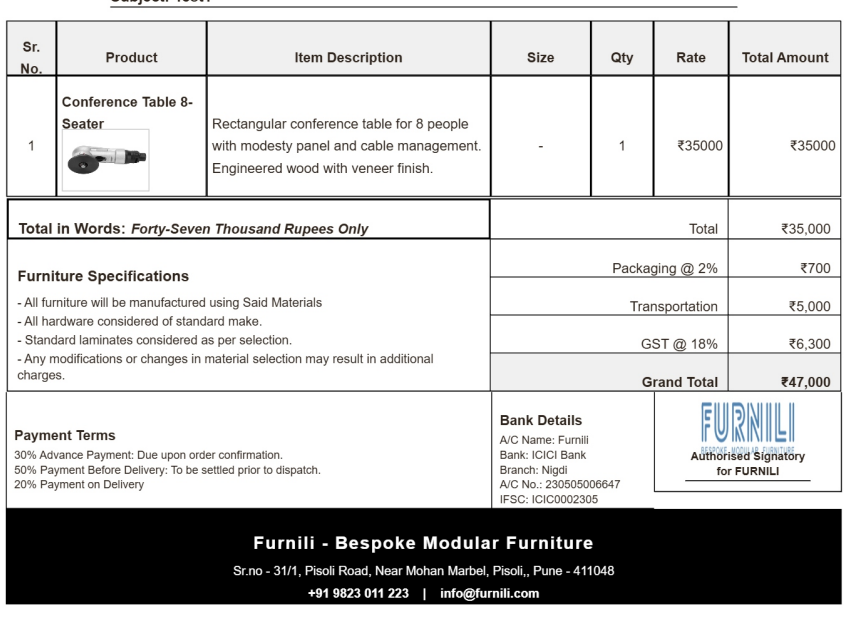 Subject: Test1
Sr. No. Product Item Description Size Qty Rate Total Amount
Conference Table 8-
Seater
1 Rectangular conference table for 8 people - 1 ₹35000 ₹35000
with modesty panel and cable management.
Engineered wood with veneer finish.
Total in Words: Forty-Seven Thousand Rupees Only
Total ₹35,000
Packaging @ 2% ₹700
Transportation ₹5,000
GST @ 18% ₹6,300
Grand Total ₹47,000
Furniture Specifications
- All furniture will be manufactured using Said Materials
- All hardware considered of standard make.
- Standard laminates considered as per selection.
- Any modifications or changes in material selection may result in additional
charges.
Payment Terms
30% Advance Payment: Due upon order confirmation.
50% Payment Before Delivery: To be settled prior to dispatch.
20% Payment on Delivery
Bank Details
A/C Name: Furnili
Bank: ICICI Bank
Branch: Nigdi
A/C No.: 230505006647
IFSC: ICIC0002305
FURNILI
BESPOKE MODULAR FURNITURE
Authorised Signatory
for FURNILI
Furnili - Bespoke Modular Furniture
Sr.no - 31/1, Pisoli Road, Near Mohan Marbel, Pisoli,, Pune - 411048
+91 9823 011 223 | info@furnili.com